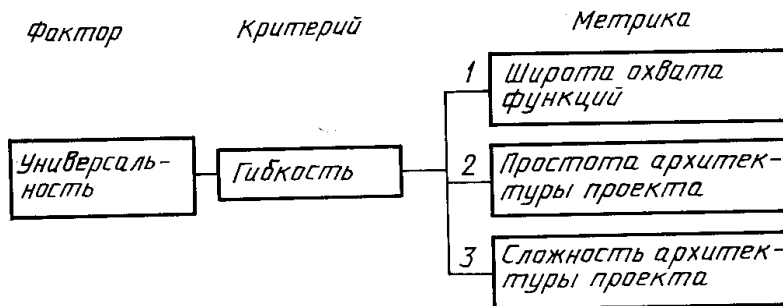 Фактор Критерий Метрика
1 Широта охвата
функций
Универсаль-
ность
Гибкость
2 Простота архитек-
туры проекта
3 Сложность архитек-
туры проекта